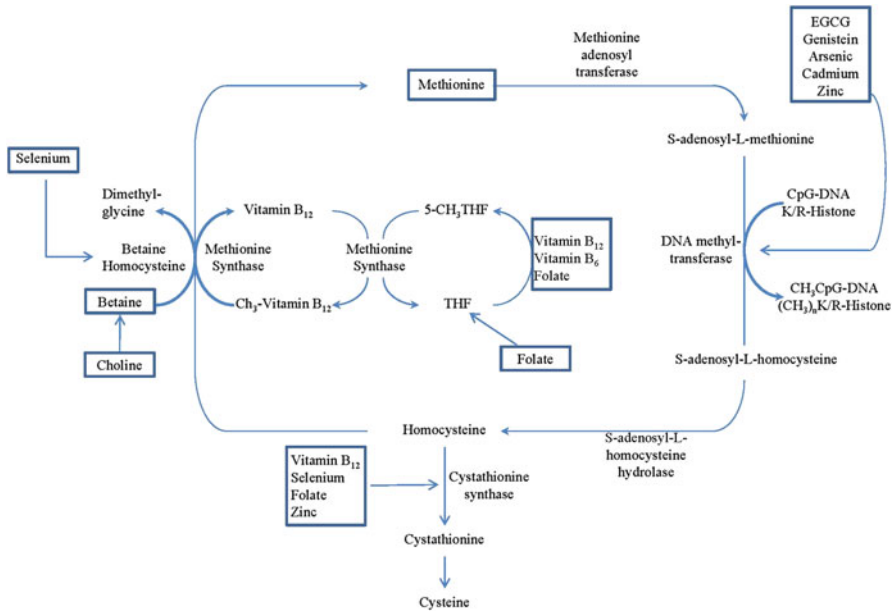 EGCG
Genistein
Arsenic
Cadmium
Zinc
Methionine
adenosyl
transferase
Methionine
S-adenosyl-L-methionine
Selenium
Dimethyl-
glycine
Vitamin B₁₂
5-CH₃THF
CpG-DNA
K/R-Histone
Betaine
Homocysteine
Methionine
Synthase
Methionine
Synthase
Vitamin B₁₂
Vitamin B₆
Folate
DNA methyl-
transferase
Betaine
Ch₃-Vitamin B₁₂
THF
CH₃CpG-DNA
(CH₃)ₙK/R-Histone
Choline
Folate
S-adenosyl-L-homocysteine
Homocysteine
S-adenosyl-L-
homocysteine
hydrolase
Vitamin B₁₂
Selenium
Folate
Zinc
Cystathionine
synthase
Cystathionine
Cysteine